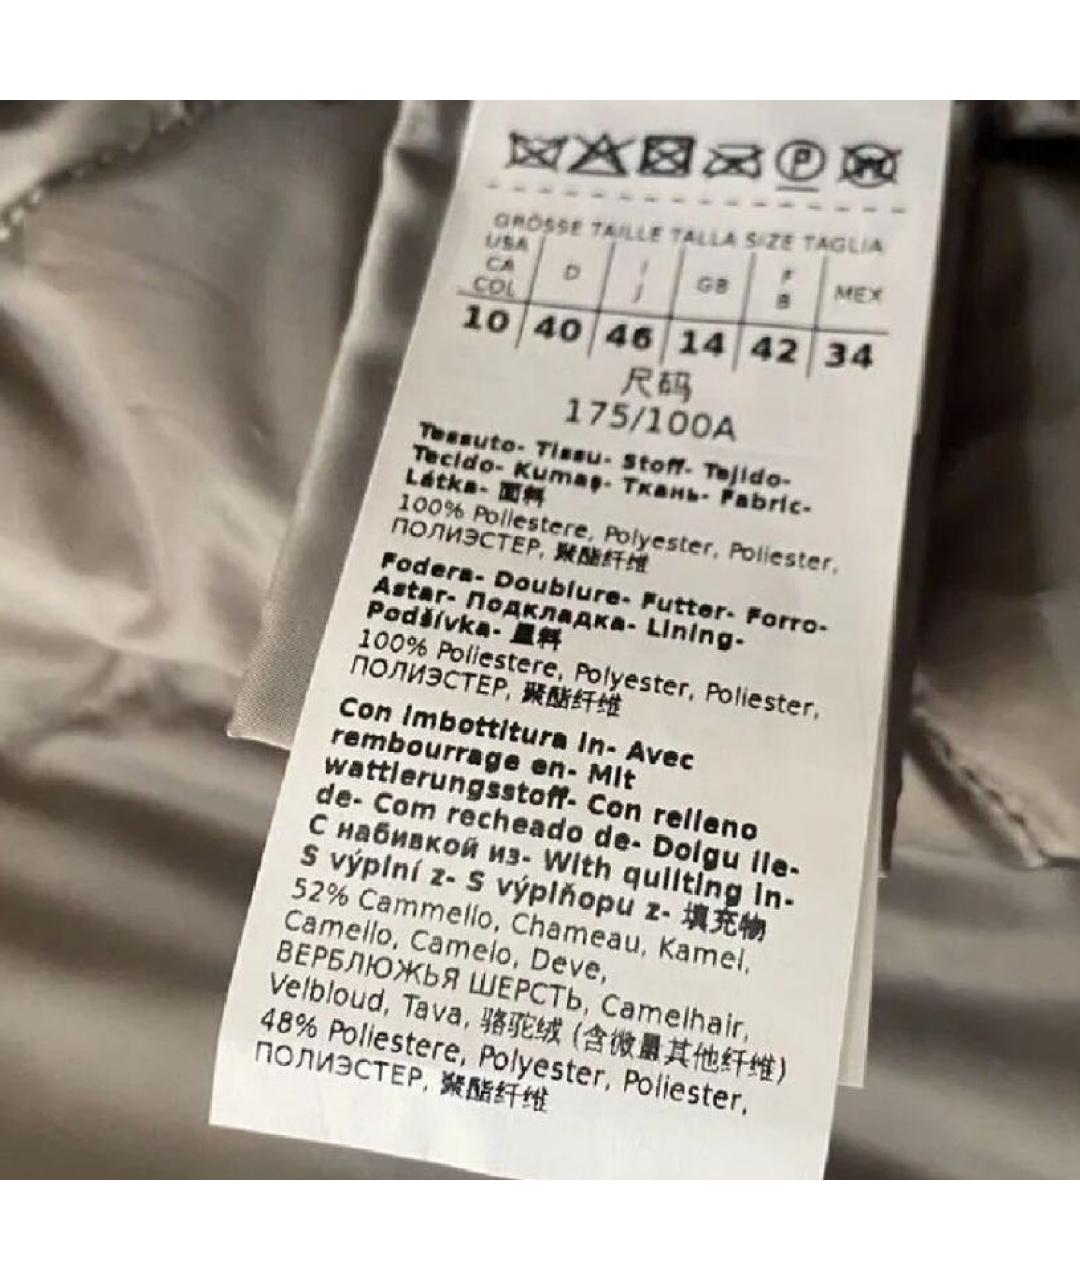 GRÖSSE TAILLE TALLA SIZE TAGLIA
USA CA COL D I J GB F B MEX
10 40 46 14 42 34
尺码
175/100A
Tessuto- Tissu- Stoff- Tejido-
Tecido- Kumaş- Ткань- Fabric-
Látka- 面料
100% Poliestere, Polyester, Poliester,
ПОЛИЭСТЕР, 聚酯纤维
Fodera- Doublure- Futter- Forro-
Astar- Подкладка- Lining-
Podšívka- 里料
100% Poliestere, Polyester, Poliester,
ПОЛИЭСТЕР, 聚酯纤维
Con imbottitura in- Avec
rembourrage en- Mit
wattierungsstoff- Con relleno
de- Com recheado de- Dolgu ile-
С набивкой из- With quilting in-
S výplní z- S výplňopu z- 填充物
52% Cammello, Chameau, Kamel,
Camello, Camelo, Deve,
ВЕРБЛЮЖЬЯ ШЕРСТЬ, Camelhair,
Velbloud, Tava, 骆驼绒 (含微量其他纤维)
48% Poliestere, Polyester, Poliester,
ПОЛИЭСТЕР, 聚酯纤维